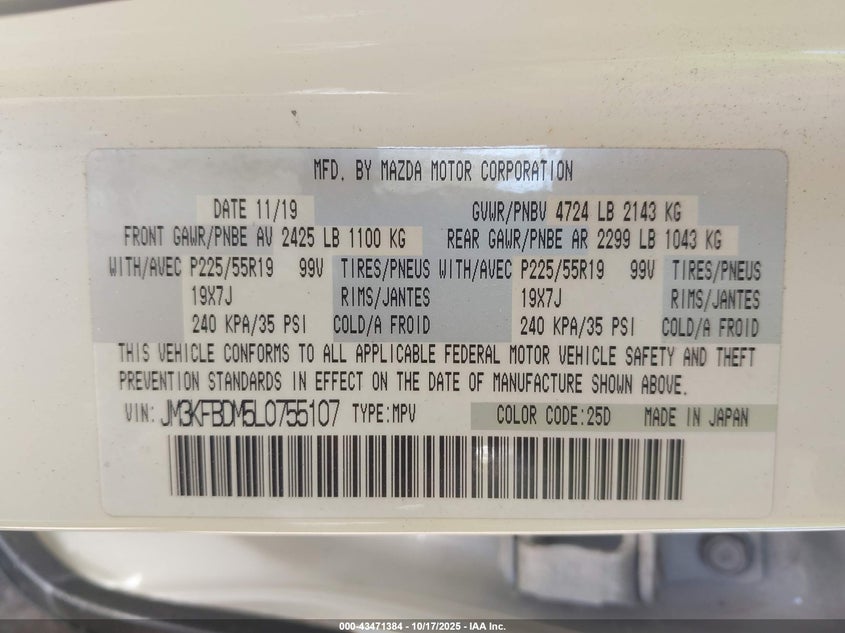 MFD. BY MAZDA MOTOR CORPORATION
DATE 11/19 GVWR/PNBV 4724 LB 2143 KG
FRONT GAWR/PNBE AV 2425 LB 1100 KG REAR GAWR/PNBE AR 2299 LB 1043 KG
WITH/AVEC P225/55R19 99V TIRES/PNEUS WITH/AVEC P225/55R19 99V TIRES/PNEUS
19X7J RIMS/JANTES 19X7J RIMS/JANTES
240 KPA/35 PSI COLD/A FROID 240 KPA/35 PSI COLD/A FROID
THIS VEHICLE CONFORMS TO ALL APPLICABLE FEDERAL MOTOR VEHICLE SAFETY AND THEFT
PREVENTION STANDARDS IN EFFECT ON THE DATE OF MANUFACTURE SHOWN ABOVE.
VIN: JM3KFBDM5L0755107 TYPE:MPV COLOR CODE:25D MADE IN JAPAN
000-43471384 - 10/17/2025 - IAA Inc.